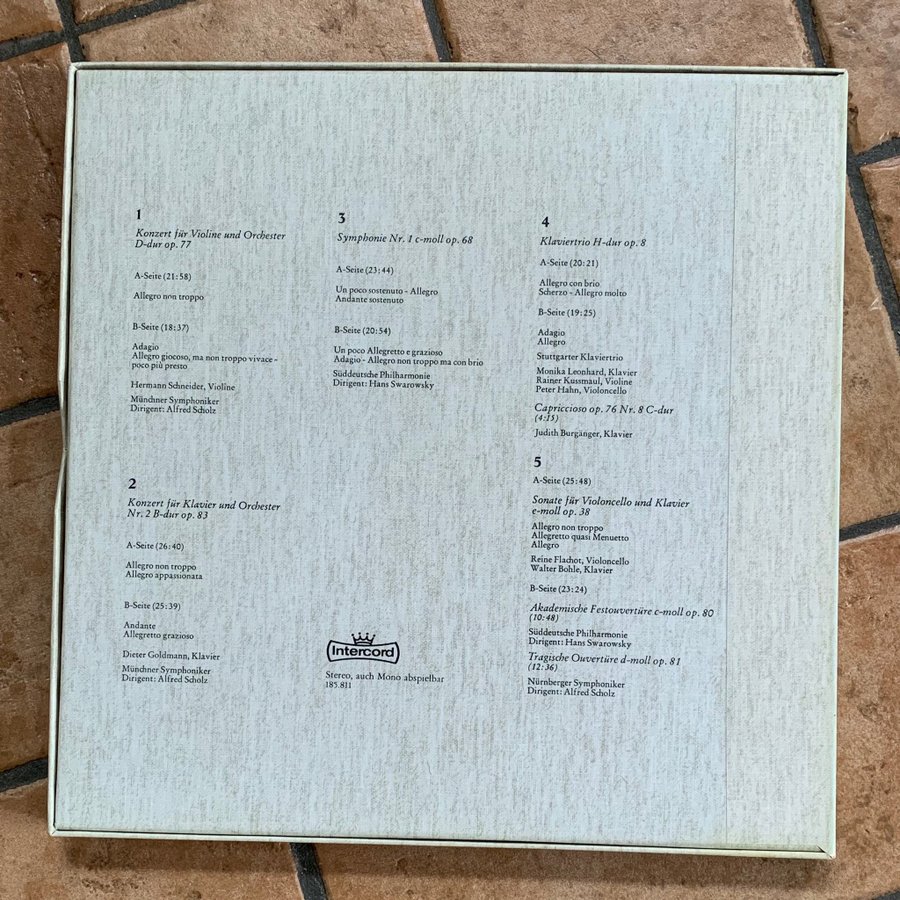 1
Konzert für Violine und Orchester
D-dur op. 77
A-Seite (21:58)
Allegro non troppo
B-Seite (18:37)
Adagio
Allegro giocoso, ma non troppo vivace -
poco più presto
Hermann Schneider, Violine
Münchner Symphoniker
Dirigent: Alfred Scholz
2
Konzert für Klavier und Orchester
Nr. 2 B-dur op. 83
A-Seite (26:40)
Allegro non troppo
Allegro appassionata
B-Seite (25:39)
Andante
Allegretto grazioso
Dieter Goldmann, Klavier
Münchner Symphoniker
Dirigent: Alfred Scholz
3
Symphonie Nr. 1 c-moll op. 68
A-Seite (23:44)
Un poco sostenuto - Allegro
Andante sostenuto
B-Seite (20:54)
Un poco Allegretto e grazioso
Adagio - Allegro non troppo ma con brio
Süddeutsche Philharmonie
Dirigent: Hans Swarowsky
Intercord
Stereo, auch Mono abspielbar
185.811
4
Klaviertrio H-dur op. 8
A-Seite (20:21)
Allegro con brio
Scherzo - Allegro molto
B-Seite (19:25)
Adagio
Allegro
Stuttgarter Klaviertrio
Monika Leonhard, Klavier
Rainer Kussmaul, Violine
Peter Hahn, Violoncello
Capriccioso op. 76 Nr. 8 C-dur
(4:15)
Judith Burgänger, Klavier
5
A-Seite (25:48)
Sonate für Violoncello und Klavier
e-moll op. 38
Allegro non troppo
Allegretto quasi Menuetto
Allegro
Reine Flachot, Violoncello
Walter Bohle, Klavier
B-Seite (23:24)
Akademische Festouvertüre c-moll op. 80
(10:48)
Süddeutsche Philharmonie
Dirigent: Hans Swarowsky
Tragische Ouvertüre d-moll op. 81
(12:36)
Nürnberger Symphoniker
Dirigent: Alfred Scholz